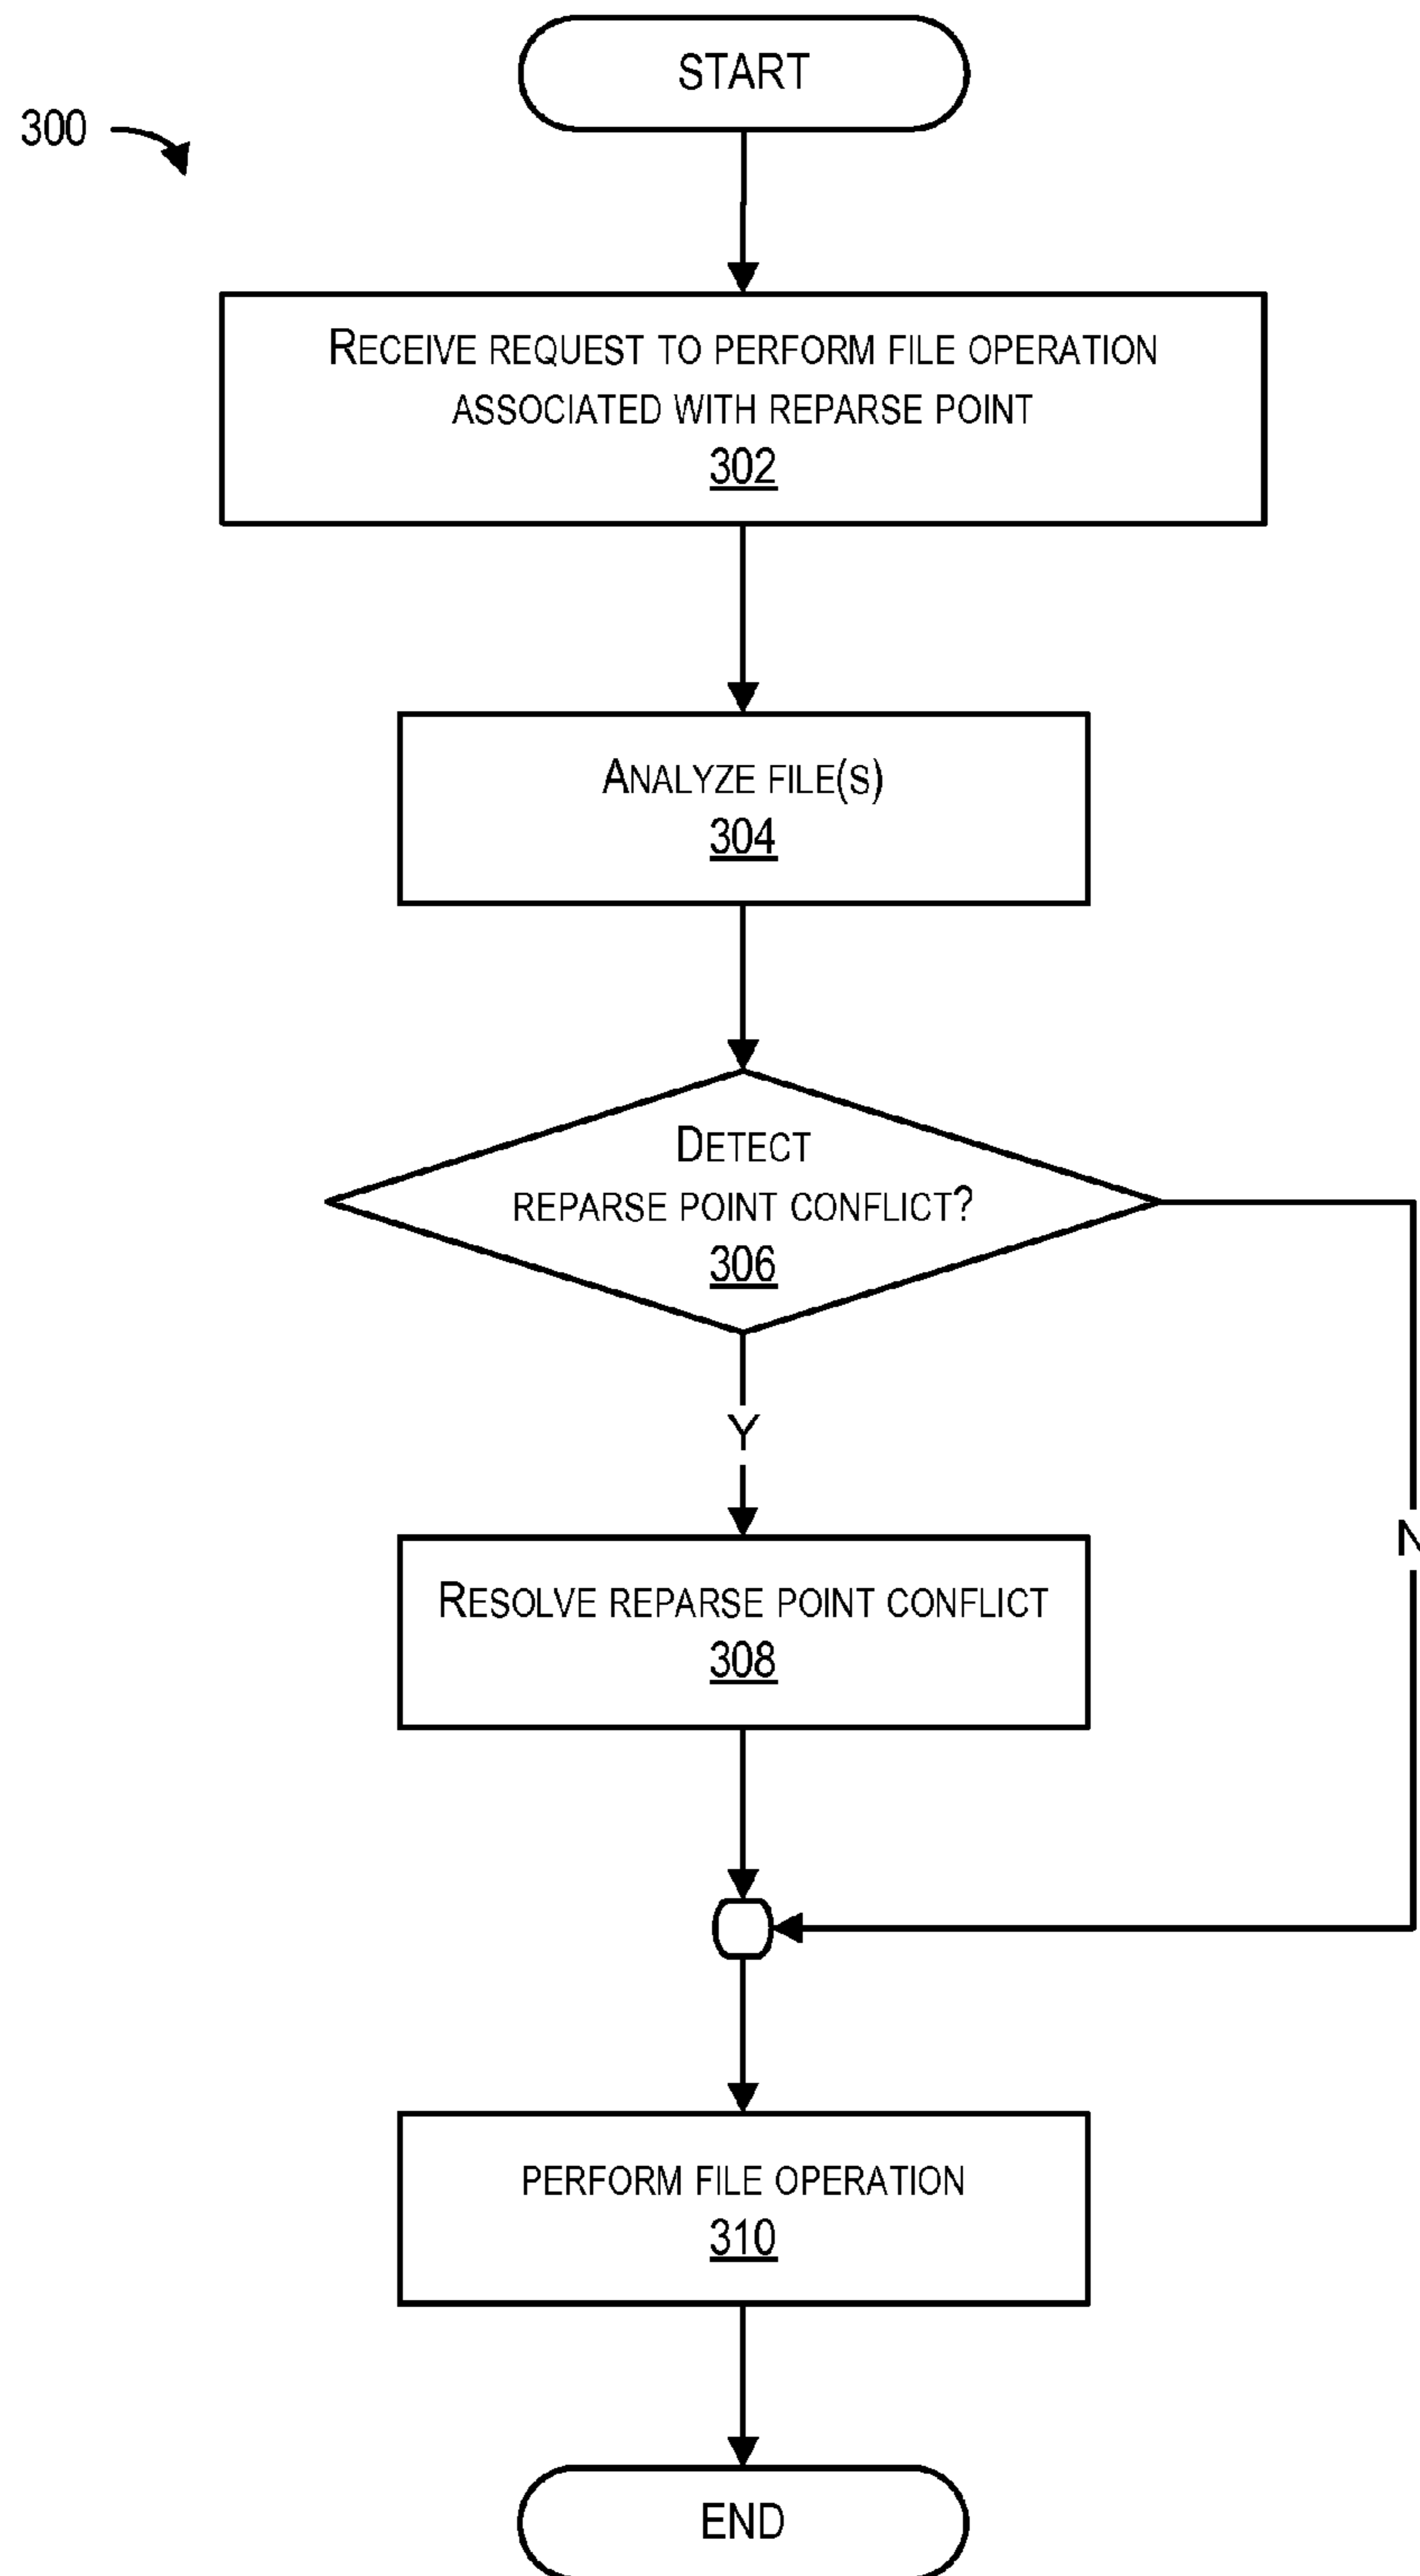 START
300
RECEIVE REQUEST TO PERFORM FILE OPERATION
ASSOCIATED WITH REPARSE POINT
302
ANALYZE FILE(S)
304
DETECT
REPARSE POINT CONFLICT?
306
Y
N
RESOLVE REPARSE POINT CONFLICT
308
PERFORM FILE OPERATION
310
END